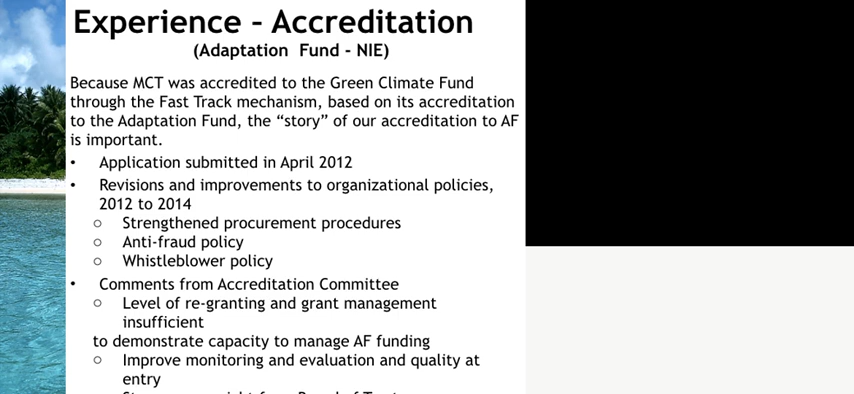 Experience – Accreditation
(Adaptation Fund - NIE)
Because MCT was accredited to the Green Climate Fund
through the Fast Track mechanism, based on its accreditation
to the Adaptation Fund, the “story” of our accreditation to AF
is important.
• Application submitted in April 2012
• Revisions and improvements to organizational policies,
2012 to 2014
○ Strengthened procurement procedures
○ Anti-fraud policy
○ Whistleblower policy
• Comments from Accreditation Committee
○ Level of re-granting and grant management
insufficient
to demonstrate capacity to manage AF funding
○ Improve monitoring and evaluation and quality at
entry